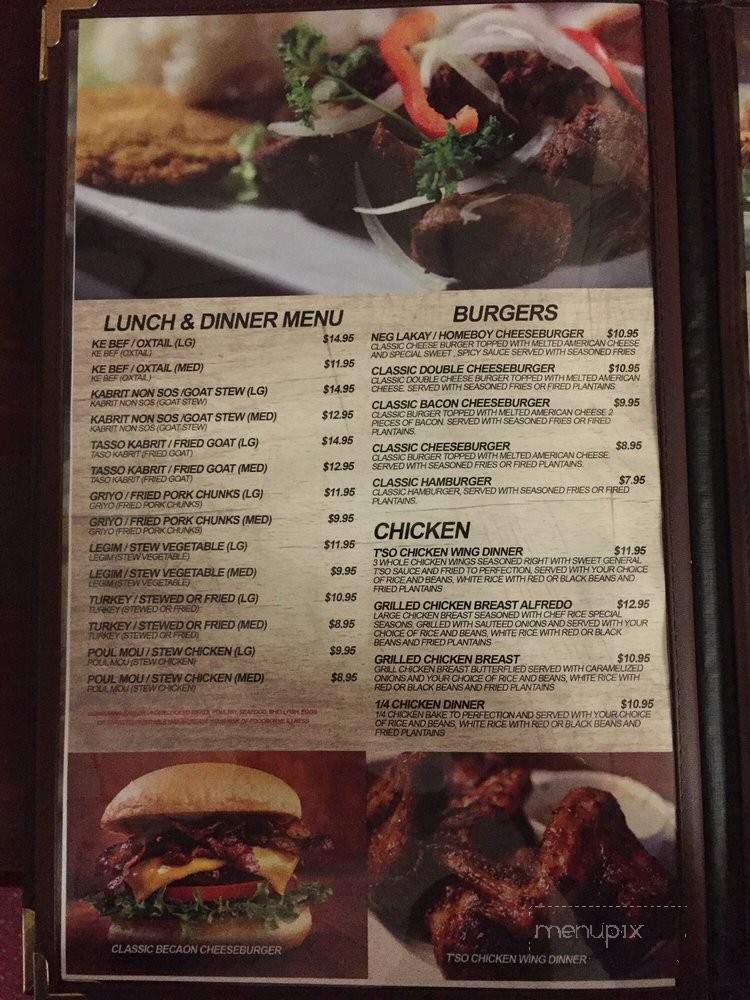 LUNCH & DINNER MENU
KE BEF / OXTAIL (LG) $14.95
KE BEF (OXTAIL)
KE BEF / OXTAIL (MED) $11.95
KE BEF (OXTAIL)
KABRIT NON SOS /GOAT STEW (LG) $14.95
KABRIT NON SOS (GOAT STEW)
KABRIT NON SOS /GOAT STEW (MED) $12.95
KABRIT NON SOS (GOAT STEW)
TASSO KABRIT / FRIED GOAT (LG) $14.95
TASO KABRIT (FRIED GOAT)
TASSO KABRIT / FRIED GOAT (MED) $12.95
TASO KABRIT (FRIED GOAT)
GRIYO / FRIED PORK CHUNKS (LG) $11.95
GRIYO (FRIED PORK CHUNKS)
GRIYO / FRIED PORK CHUNKS (MED) $9.95
GRIYO (FRIED PORK CHUNKS)
LEGIM / STEW VEGETABLE (LG) $11.95
LEGIM (STEW VEGETABLE)
LEGIM / STEW VEGETABLE (MED) $9.95
LEGIM (STEW VEGETABLE)
TURKEY / STEWED OR FRIED (LG) $10.95
TURKEY (STEWED OR FRIED)
TURKEY / STEWED OR FRIED (MED) $8.95
TURKEY (STEWED OR FRIED)
POUL MOU / STEW CHICKEN (LG) $9.95
POUL MOU (STEW CHICKEN)
POUL MOU / STEW CHICKEN (MED) $8.95
POUL MOU (STEW CHICKEN)
POULTRY, SEAFOOD, SHELLFISH, EGGS
YOUR RISK OF FOODBORNE ILLNESS
BURGERS
NEG LAKAY / HOMEBOY CHEESEBURGER $10.95
CLASSIC CHEESE BURGER TOPPED WITH MELTED AMERICAN CHEESE
AND SPECIAL SWEET , SPICY SAUCE SERVED WITH SEASONED FRIES
CLASSIC DOUBLE CHEESEBURGER $10.95
CLASSIC DOUBLE CHEESE BURGER TOPPED WITH MELTED AMERICAN
CHEESE. SERVED WITH SEASONED FRIES OR FIRED PLANTAINS
CLASSIC BACON CHEESEBURGER $9.95
CLASSIC BURGER TOPPED WITH MELTED AMERICAN CHEESE 2
PIECES OF BACON. SERVED WITH SEASONED FRIES OR FIRED
PLANTAINS.
CLASSIC CHEESEBURGER $8.95
CLASSIC BURGER TOPPED WITH MELTED AMERICAN CHEESE.
SERVED WITH SEASONED FRIES OR FIRED PLANTAINS.
CLASSIC HAMBURGER $7.95
CLASSIC HAMBURGER, SERVED WITH SEASONED FRIES OR FIRED
PLANTAINS.
CHICKEN
T'SO CHICKEN WING DINNER $11.95
3 WHOLE CHICKEN WINGS SEASONED RIGHT WITH SWEET GENERAL
T'SO SAUCE AND FRIED TO PERFECTION, SERVED WITH YOUR CHOICE
OF RICE AND BEANS, WHITE RICE WITH RED OR BLACK BEANS AND
FRIED PLANTAINS
GRILLED CHICKEN BREAST ALFREDO $12.95
LARGE CHICKEN BREAST SEASONED WITH CHEF RICE SPECIAL
SEASONS, GRILLED WITH SAUTEED ONIONS AND SERVED WITH YOUR
CHOICE OF RICE AND BEANS, WHITE RICE WITH RED OR BLACK
BEANS AND FRIED PLANTAINS
GRILLED CHICKEN BREAST $10.95
GRILL CHICKEN BREAST BUTTERFLIED SERVED WITH CARAMELIZED
ONIONS AND YOUR CHOICE OF RICE AND BEANS, WHITE RICE WITH
RED OR BLACK BEANS AND FRIED PLANTAINS
1/4 CHICKEN DINNER $10.95
1/4 CHICKEN BAKE TO PERFECTION AND SERVED WITH YOUR CHOICE
OF RICE AND BEANS, WHITE RICE WITH RED OR BLACK BEANS AND
FRIED PLANTAINS
CLASSIC BECAON CHEESEBURGER
menupix
T'SO CHICKEN WING DINNER